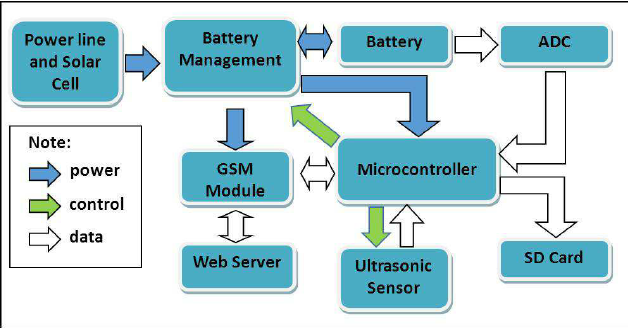 Power line
and Solar
Cell
Battery
Management
Battery
ADC
Note:
power
control
data
GSM
Module
Microcontroller
Web Server
Ultrasonic
Sensor
SD Card